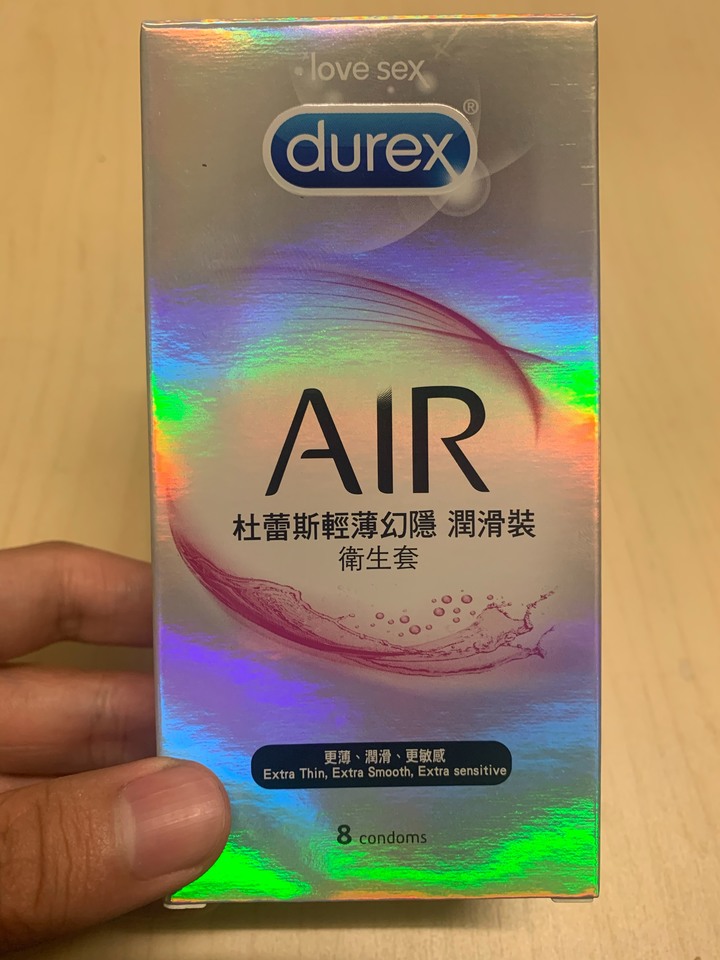 love sex
durex®
AIR
杜蕾斯輕薄幻隱 潤滑裝
衛生套
更薄、潤滑、更敏感
Extra Thin, Extra Smooth, Extra sensitive
8 condoms